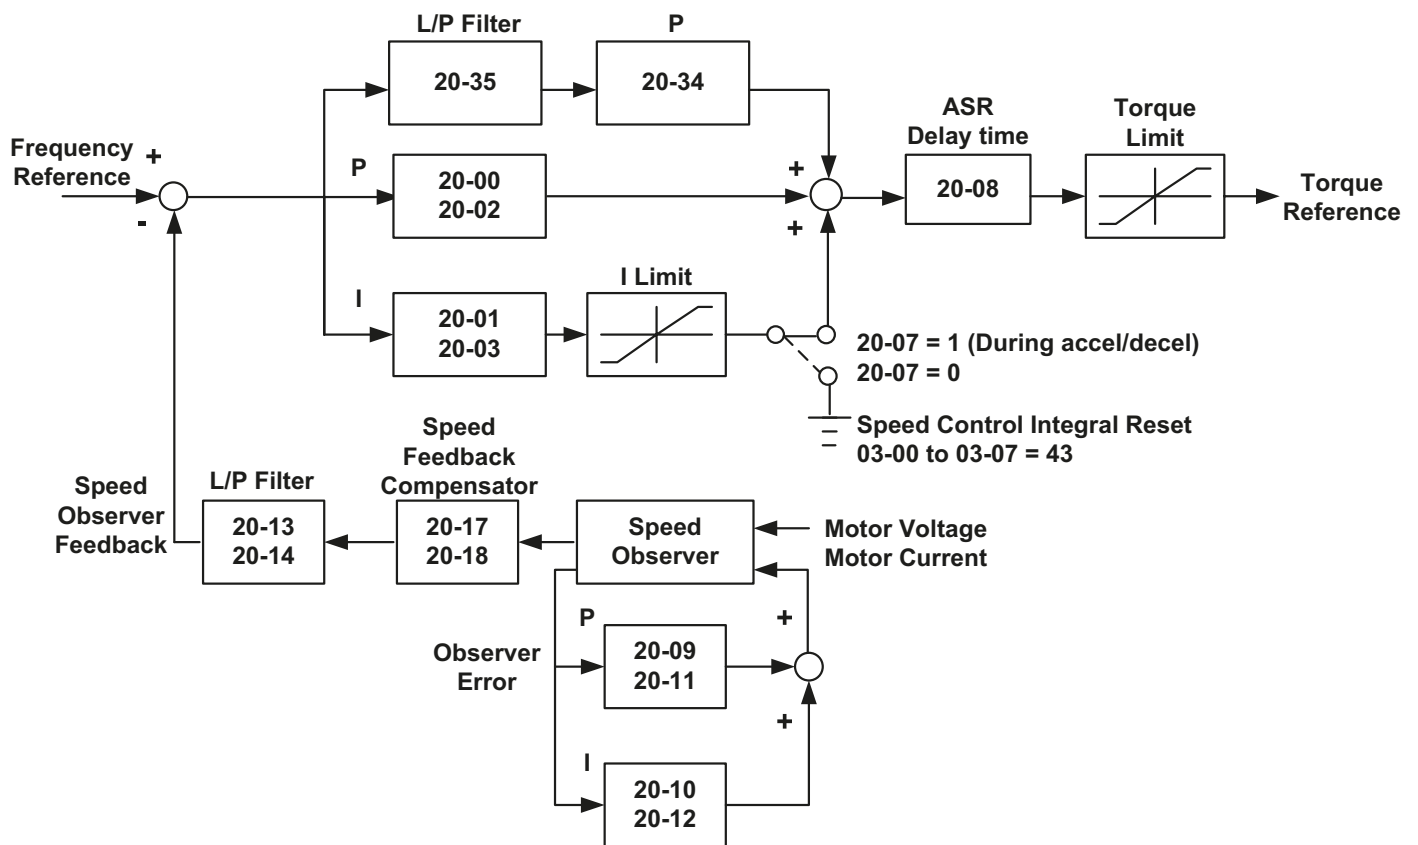 L/P Filter
P
20-35
20-34
ASR
Delay time
Torque
Limit
Frequency
Reference
+
-
P
20-00
20-02
+
+
20-08
Torque
Reference
I
20-01
20-03
I Limit
20-07 = 1 (During accel/decel)
20-07 = 0
Speed Control Integral Reset
03-00 to 03-07 = 43
Speed
Observer
Feedback
L/P Filter
20-13
20-14
Speed
Feedback
Compensator
20-17
20-18
Speed
Observer
Motor Voltage
Motor Current
Observer
Error
P
20-09
20-11
+
+
I
20-10
20-12